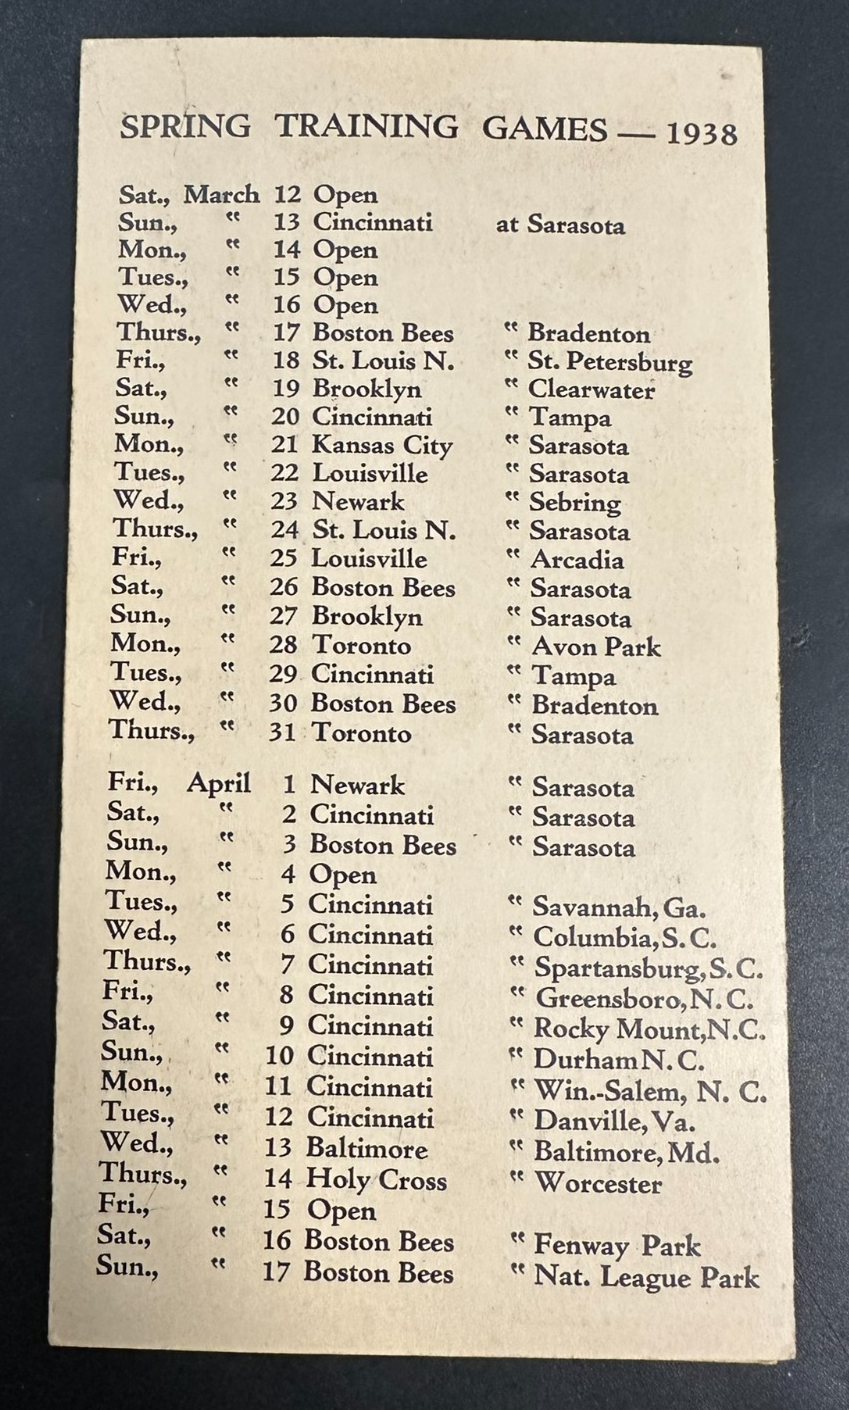 SPRING TRAINING GAMES — 1938
Sat., March 12 Open
Sun., “ 13 Cincinnati at Sarasota
Mon., “ 14 Open
Tues., “ 15 Open
Wed., “ 16 Open
Thurs., “ 17 Boston Bees “ Bradenton
Fri., “ 18 St. Louis N. “ St. Petersburg
Sat., “ 19 Brooklyn “ Clearwater
Sun., “ 20 Cincinnati “ Tampa
Mon., “ 21 Kansas City “ Sarasota
Tues., “ 22 Louisville “ Sarasota
Wed., “ 23 Newark “ Sebring
Thurs., “ 24 St. Louis N. “ Sarasota
Fri., “ 25 Louisville “ Arcadia
Sat., “ 26 Boston Bees “ Sarasota
Sun., “ 27 Brooklyn “ Sarasota
Mon., “ 28 Toronto “ Avon Park
Tues., “ 29 Cincinnati “ Tampa
Wed., “ 30 Boston Bees “ Bradenton
Thurs., “ 31 Toronto “ Sarasota
Fri., April 1 Newark “ Sarasota
Sat., “ 2 Cincinnati “ Sarasota
Sun., “ 3 Boston Bees “ Sarasota
Mon., “ 4 Open
Tues., “ 5 Cincinnati “ Savannah, Ga.
Wed., “ 6 Cincinnati “ Columbia, S. C.
Thurs., “ 7 Cincinnati “ Spartansburg, S. C.
Fri., “ 8 Cincinnati “ Greensboro, N. C.
Sat., “ 9 Cincinnati “ Rocky Mount, N.C.
Sun., “ 10 Cincinnati “ Durham N. C.
Mon., “ 11 Cincinnati “ Win.-Salem, N. C.
Tues., “ 12 Cincinnati “ Danville, Va.
Wed., “ 13 Baltimore “ Baltimore, Md.
Thurs., “ 14 Holy Cross “ Worcester
Fri., “ 15 Open
Sat., “ 16 Boston Bees “ Fenway Park
Sun., “ 17 Boston Bees “ Nat. League Park